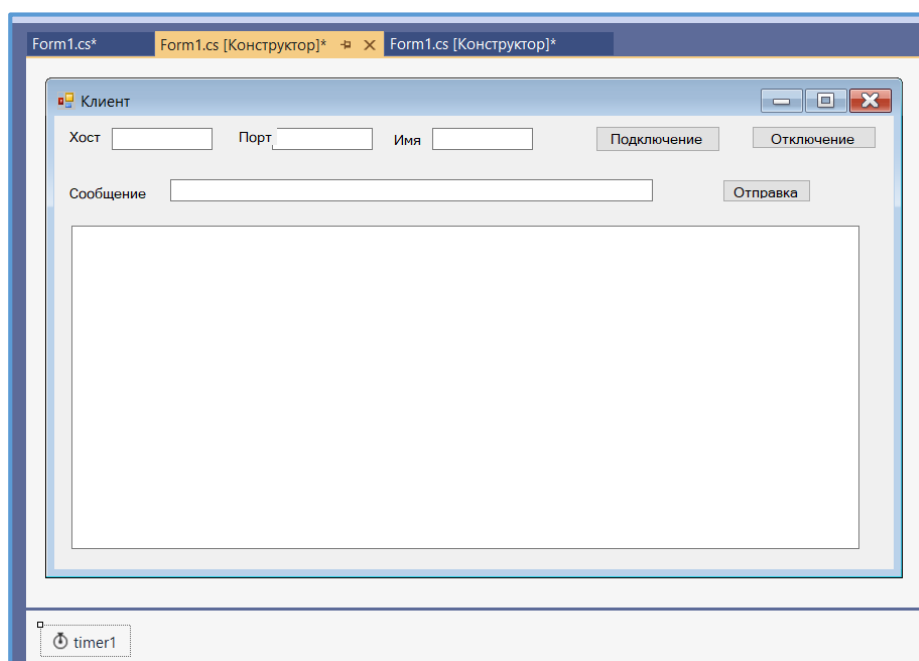 Form1.cs* Form1.cs [Конструктор]* Form1.cs [Конструктор]*
Клиент
Хост Порт Имя Подключение Отключение
Сообщение Отправка
timer1